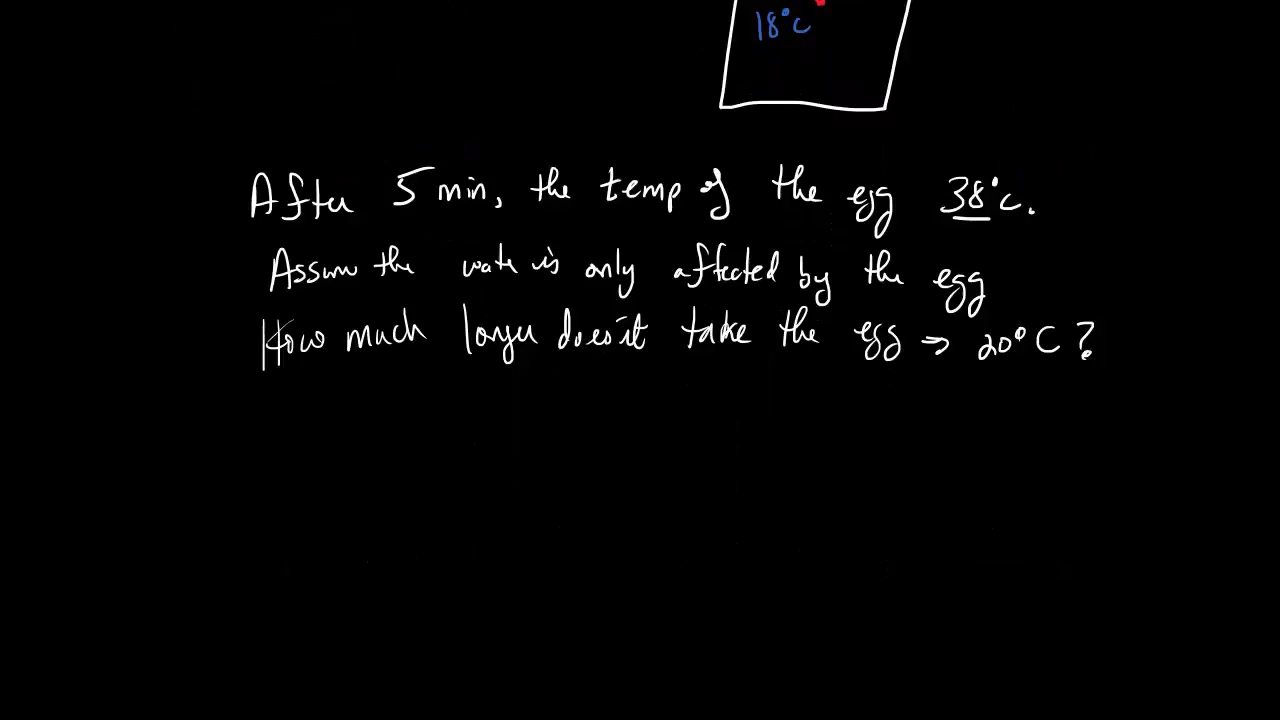 18°C
After 5 min, the temp of the egg 38°C.
Assume the water is only affected by the egg
How much longer does it take the egg → 20°C?